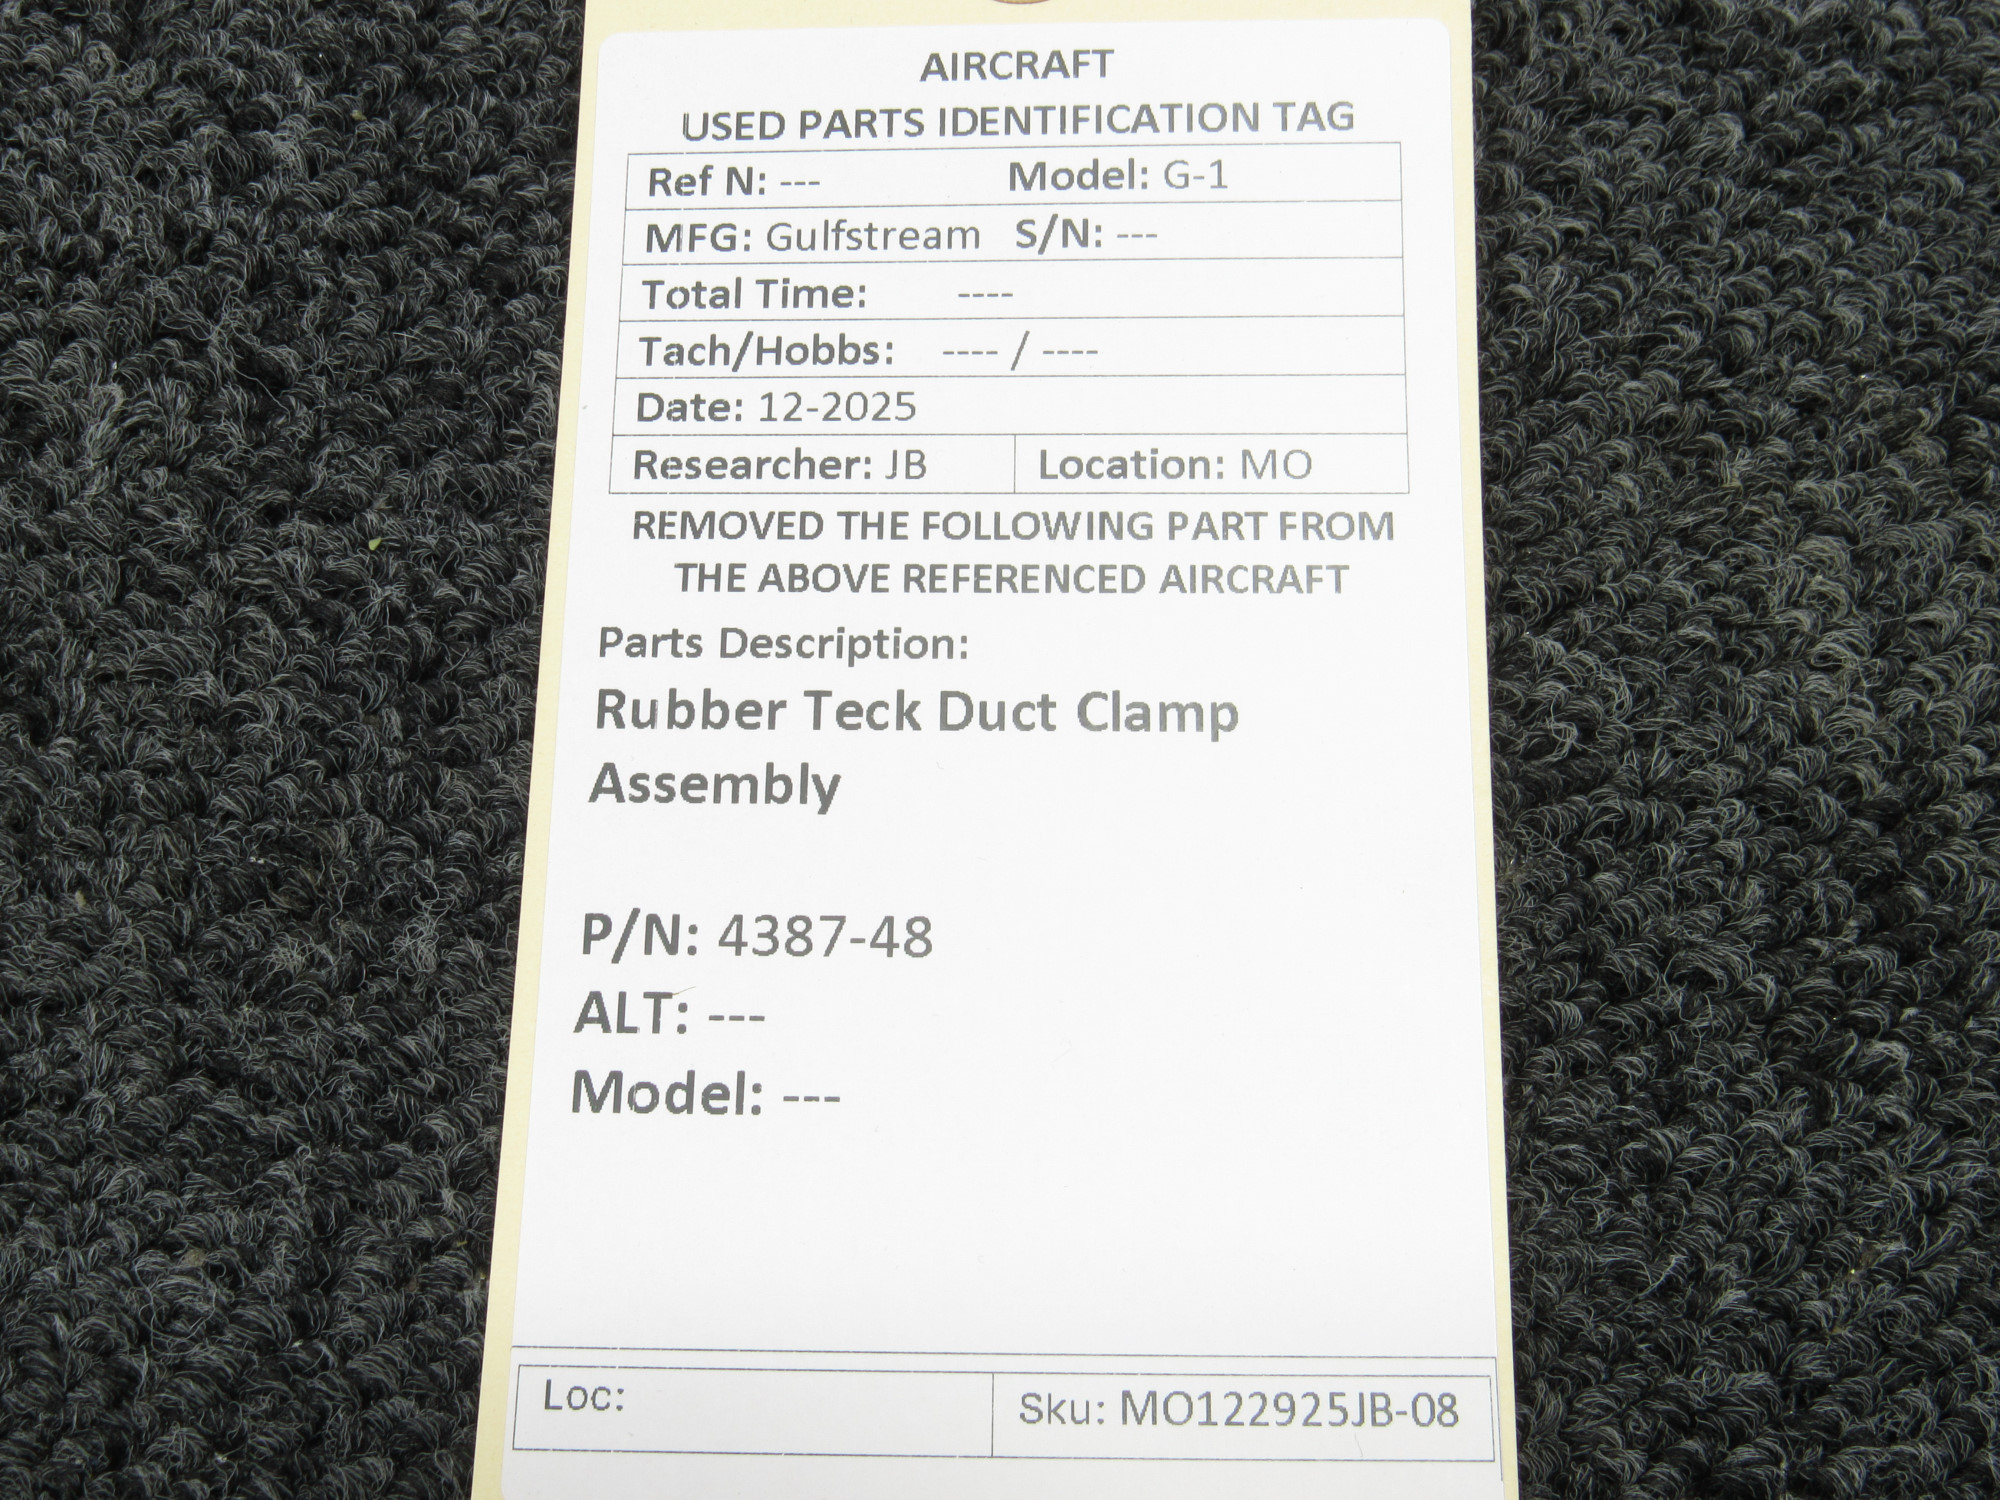 AIRCRAFT
USED PARTS IDENTIFICATION TAG
Ref N: --- Model: G-1
MFG: Gulfstream S/N: ---
Total Time: ----
Tach/Hobbs: ---- / ----
Date: 12-2025
Researcher: JB Location: MO
REMOVED THE FOLLOWING PART FROM
THE ABOVE REFERENCED AIRCRAFT
Parts Description:
Rubber Teck Duct Clamp
Assembly
P/N: 4387-48
ALT: ---
Model: ---
Loc: Sku: MO122925JB-08